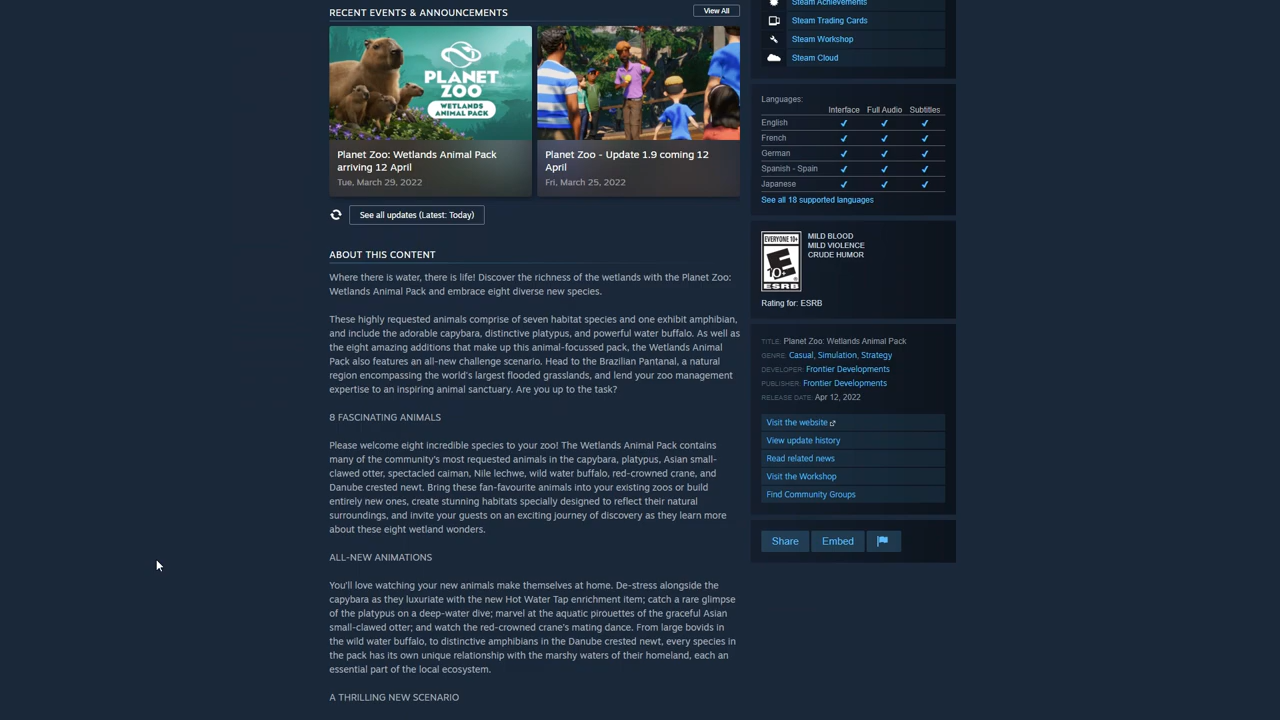 RECENT EVENTS & ANNOUNCEMENTS
View All
PLANET
ZOO
WETLANDS
ANIMAL PACK
Planet Zoo: Wetlands Animal Pack
arriving 12 April
Tue, March 29, 2022
Planet Zoo - Update 1.9 coming 12
April
Fri, March 25, 2022
See all updates (Latest: Today)
ABOUT THIS CONTENT
Where there is water, there is life! Discover the richness of the wetlands with the Planet Zoo:
Wetlands Animal Pack and embrace eight diverse new species.
These highly requested animals comprise of seven habitat species and one exhibit amphibian,
and include the adorable capybara, distinctive platypus, and powerful water buffalo. As well as
the eight amazing additions that make up this animal-focussed pack, the Wetlands Animal
Pack also features an all-new challenge scenario. Head to the Brazilian Pantanal, a natural
region encompassing the world's largest flooded grasslands, and lend your zoo management
expertise to an inspiring animal sanctuary. Are you up to the task?
8 FASCINATING ANIMALS
Please welcome eight incredible species to your zoo! The Wetlands Animal Pack contains
many of the community's most requested animals in the capybara, platypus, Asian small-
clawed otter, spectacled caiman, Nile lechwe, wild water buffalo, red-crowned crane, and
Danube crested newt. Bring these fan-favourite animals into your existing zoos or build
entirely new ones, create stunning habitats specially designed to reflect their natural
surroundings, and invite your guests on an exciting journey of discovery as they learn more
about these eight wetland wonders.
ALL-NEW ANIMATIONS
You'll love watching your new animals make themselves at home. De-stress alongside the
capybara as they luxuriate with the new Hot Water Tap enrichment item; catch a rare glimpse
of the platypus on a deep-water dive; marvel at the aquatic pirouettes of the graceful Asian
small-clawed otter; and watch the red-crowned crane's mating dance. From large bovids in
the wild water buffalo, to distinctive amphibians in the Danube crested newt, every species in
the pack has its own unique relationship with the marshy waters of their homeland, each an
essential part of the local ecosystem.
A THRILLING NEW SCENARIO
Steam Achievements
Steam Trading Cards
Steam Workshop
Steam Cloud
Languages:
Interface Full Audio Subtitles
English ✔ ✔ ✔
French ✔ ✔ ✔
German ✔ ✔ ✔
Spanish - Spain ✔ ✔ ✔
Japanese ✔ ✔ ✔
See all 18 supported languages
EVERYONE 10+
E
10+
ESRB
MILD BLOOD
MILD VIOLENCE
CRUDE HUMOR
Rating for: ESRB
TITLE: Planet Zoo: Wetlands Animal Pack
GENRE: Casual, Simulation, Strategy
DEVELOPER: Frontier Developments
PUBLISHER: Frontier Developments
RELEASE DATE: Apr 12, 2022
Visit the website
View update history
Read related news
Visit the Workshop
Find Community Groups
Share
Embed